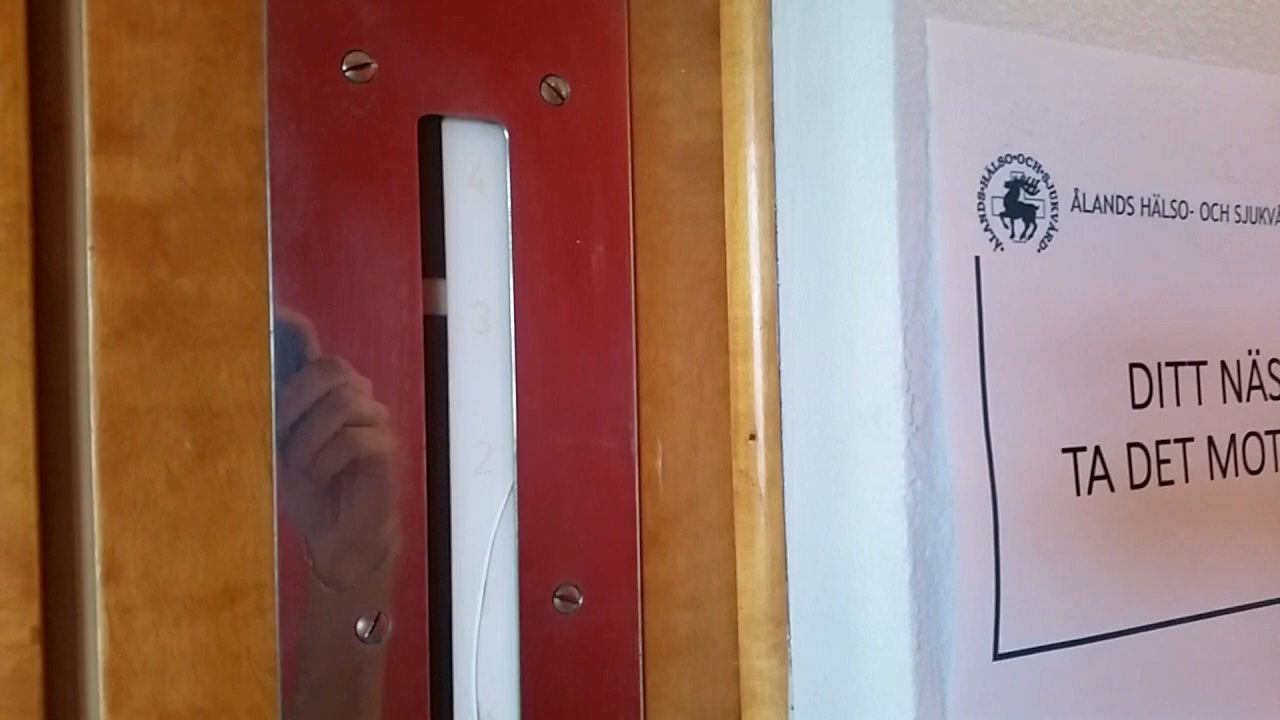 4
3
2
ÅLANDS·HÄLSO·OCH·SJUKVÅRD·
ÅLANDS HÄLSO- OCH SJUKVÅ
DITT NÄS
TA DET MOT